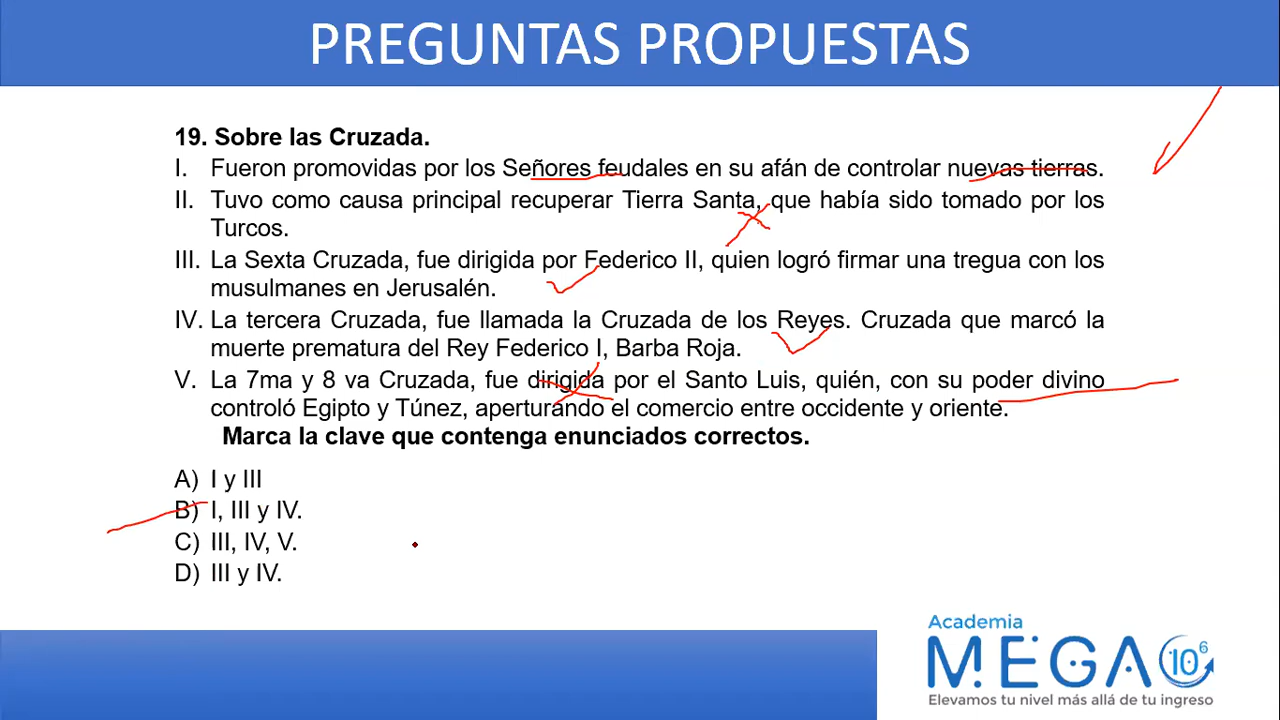 PREGUNTAS PROPUESTAS
19. Sobre las Cruzada.
I. Fueron promovidas por los Señores feudales en su afán de controlar nuevas tierras.
II. Tuvo como causa principal recuperar Tierra Santa, que había sido tomado por los
Turcos.
III. La Sexta Cruzada, fue dirigida por Federico II, quien logró firmar una tregua con los
musulmanes en Jerusalén.
IV. La tercera Cruzada, fue llamada la Cruzada de los Reyes. Cruzada que marcó la
muerte prematura del Rey Federico I, Barba Roja.
V. La 7ma y 8 va Cruzada, fue dirigida por el Santo Luis, quién, con su poder divino
controló Egipto y Túnez, aperturando el comercio entre occidente y oriente.
Marca la clave que contenga enunciados correctos.
A) I y III
B) I, III y IV.
C) III, IV, V.
D) III y IV.
Academia
MEGA 10⁶
Elevamos tu nivel más allá de tu ingreso